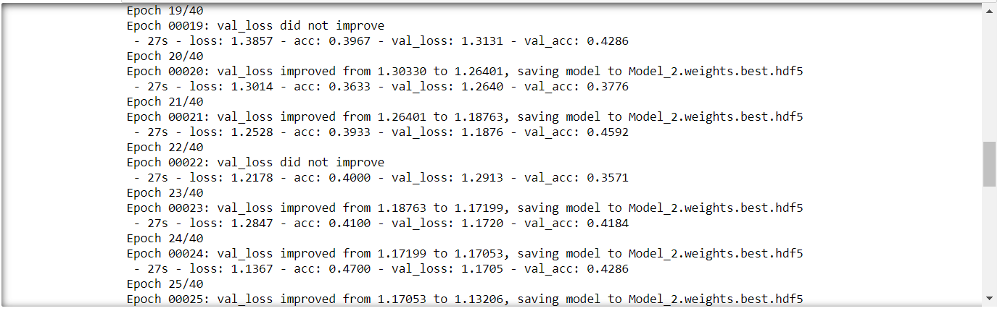 Epoch 19/40
Epoch 00019: val_loss did not improve
- 27s - loss: 1.3857 - acc: 0.3967 - val_loss: 1.3131 - val_acc: 0.4286
Epoch 20/40
Epoch 00020: val_loss improved from 1.30330 to 1.26401, saving model to Model_2.weights.best.hdf5
- 27s - loss: 1.3014 - acc: 0.3633 - val_loss: 1.2640 - val_acc: 0.3776
Epoch 21/40
Epoch 00021: val_loss improved from 1.26401 to 1.18763, saving model to Model_2.weights.best.hdf5
- 27s - loss: 1.2528 - acc: 0.3933 - val_loss: 1.1876 - val_acc: 0.4592
Epoch 22/40
Epoch 00022: val_loss did not improve
- 27s - loss: 1.2178 - acc: 0.4000 - val_loss: 1.2913 - val_acc: 0.3571
Epoch 23/40
Epoch 00023: val_loss improved from 1.18763 to 1.17199, saving model to Model_2.weights.best.hdf5
- 27s - loss: 1.2847 - acc: 0.4100 - val_loss: 1.1720 - val_acc: 0.4184
Epoch 24/40
Epoch 00024: val_loss improved from 1.17199 to 1.17053, saving model to Model_2.weights.best.hdf5
- 27s - loss: 1.1367 - acc: 0.4700 - val_loss: 1.1705 - val_acc: 0.4286
Epoch 25/40
Epoch 00025: val_loss improved from 1.17053 to 1.13206, saving model to Model_2.weights.best.hdf5